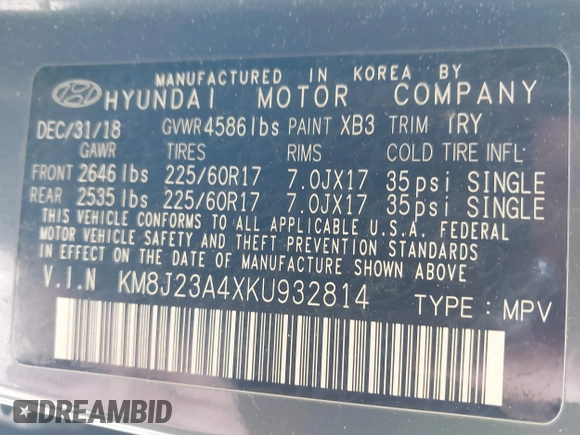 MANUFACTURED IN KOREA BY
HYUNDAI MOTOR COMPANY
DEC/31/18 GVWR 4586lbs PAINT XB3 TRIM TRY
GAWR TIRES RIMS COLD TIRE INFL.
FRONT 2646 lbs 225/60R17 7.0JX17 35psi SINGLE
REAR 2535 lbs 225/60R17 7.0JX17 35psi SINGLE
THIS VEHICLE CONFORMS TO ALL APPLICABLE U.S.A. FEDERAL
MOTOR VEHICLE SAFETY AND THEFT PREVENTION STANDARDS
IN EFFECT ON THE DATE OF MANUFACTURE SHOWN ABOVE
V.I.N KM8J23A4XKU932814 TYPE : MPV
DREAMBID